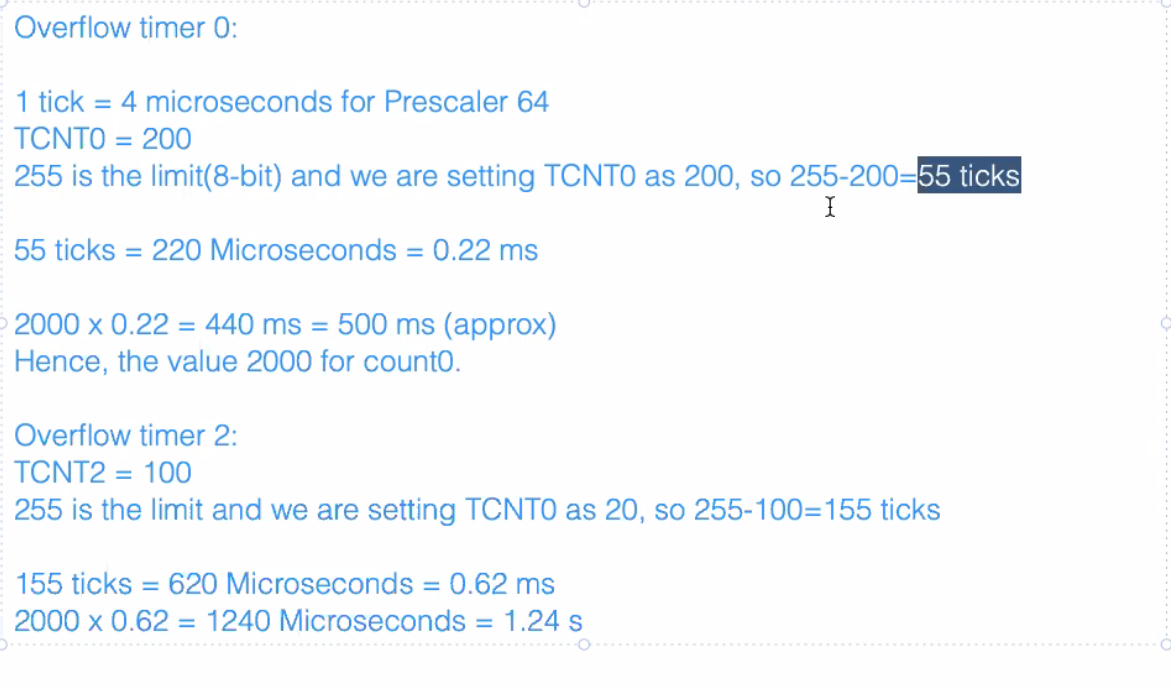 Overflow timer 0:
1 tick = 4 microseconds for Prescaler 64
TCNT0 = 200
255 is the limit(8-bit) and we are setting TCNT0 as 200, so 255-200=55 ticks
55 ticks = 220 Microseconds = 0.22 ms
2000 x 0.22 = 440 ms = 500 ms (approx)
Hence, the value 2000 for count0.
Overflow timer 2:
TCNT2 = 100
255 is the limit and we are setting TCNT0 as 20, so 255-100=155 ticks
155 ticks = 620 Microseconds = 0.62 ms
2000 x 0.62 = 1240 Microseconds = 1.24 s